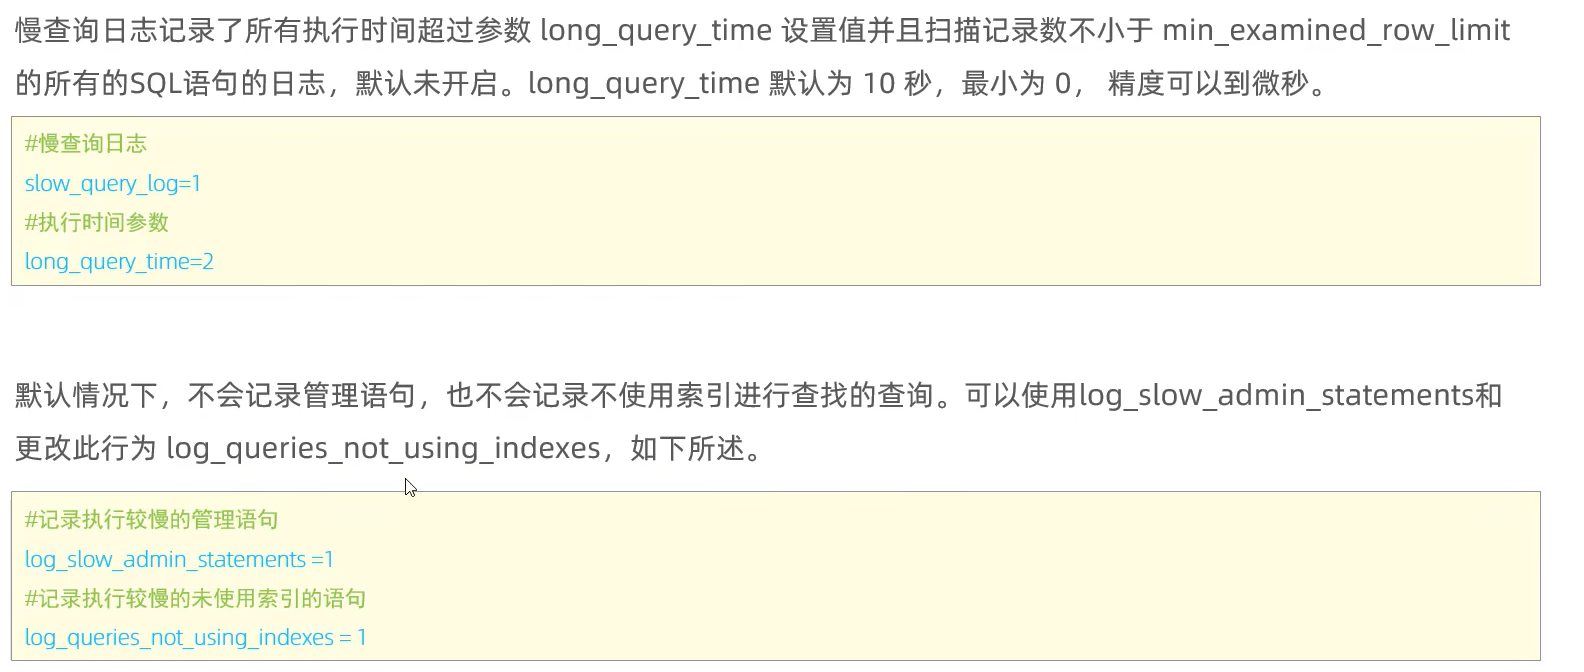 慢查询日志记录了所有执行时间超过参数 long_query_time 设置值并且扫描记录数不小于 min_examined_row_limit
的所有的SQL语句的日志，默认未开启。long_query_time 默认为 10 秒，最小为 0， 精度可以到微秒。
#慢查询日志
slow_query_log=1
#执行时间参数
long_query_time=2
默认情况下，不会记录管理语句，也不会记录不使用索引进行查找的查询。可以使用log_slow_admin_statements和
更改此行为 log_queries_not_using_indexes，如下所述。
#记录执行较慢的管理语句
log_slow_admin_statements =1
#记录执行较慢的未使用索引的语句
log_queries_not_using_indexes = 1